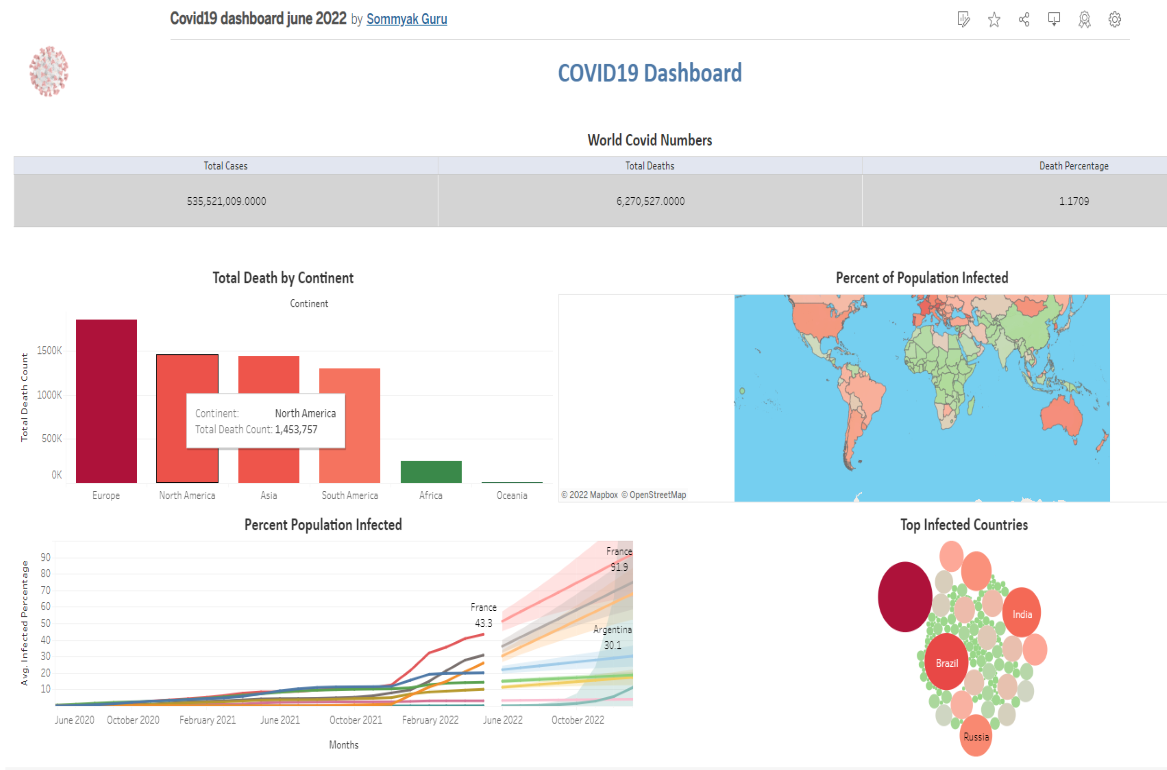 Covid19 dashboard june 2022 by Sommyak Guru
COVID19 Dashboard
World Covid Numbers
Total Cases Total Deaths Death Percentage
535,521,009.0000 6,270,527.0000 1.1709
Total Death by Continent
Continent
Total Death Count
1500K
1000K
500K
0K
Continent: North America
Total Death Count: 1,453,757
Europe North America Asia South America Africa Oceania
Percent of Population Infected
© 2022 Mapbox © OpenStreetMap
Percent Population Infected
Avg. Infected Percentage
90
80
70
60
50
40
30
20
10
France
91.9
France
43.3
Argentina
30.1
June 2020 October 2020 February 2021 June 2021 October 2021 February 2022 June 2022 October 2022
Months
Top Infected Countries
India
Brazil
Russia